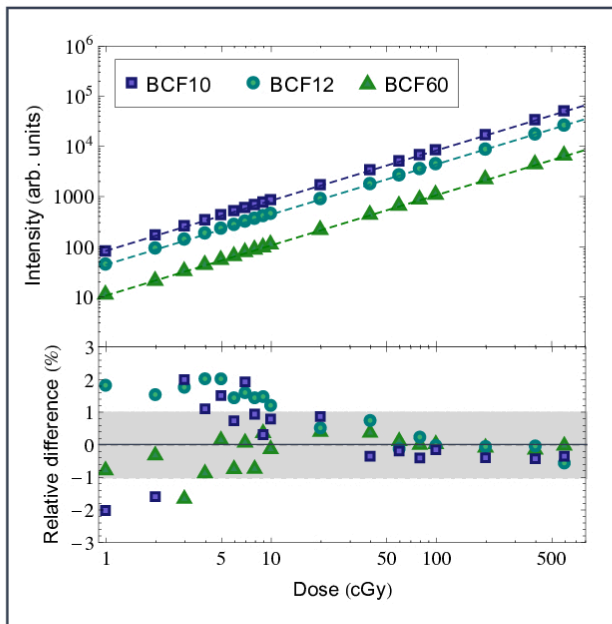 10^6
10^5
10^4
1000
100
10
Intensity (arb. units)
BCF10 BCF12 BCF60
3
2
1
0
−1
−2
−3
Relative difference (%)
1 5 10 50 100 500
Dose (cGy)